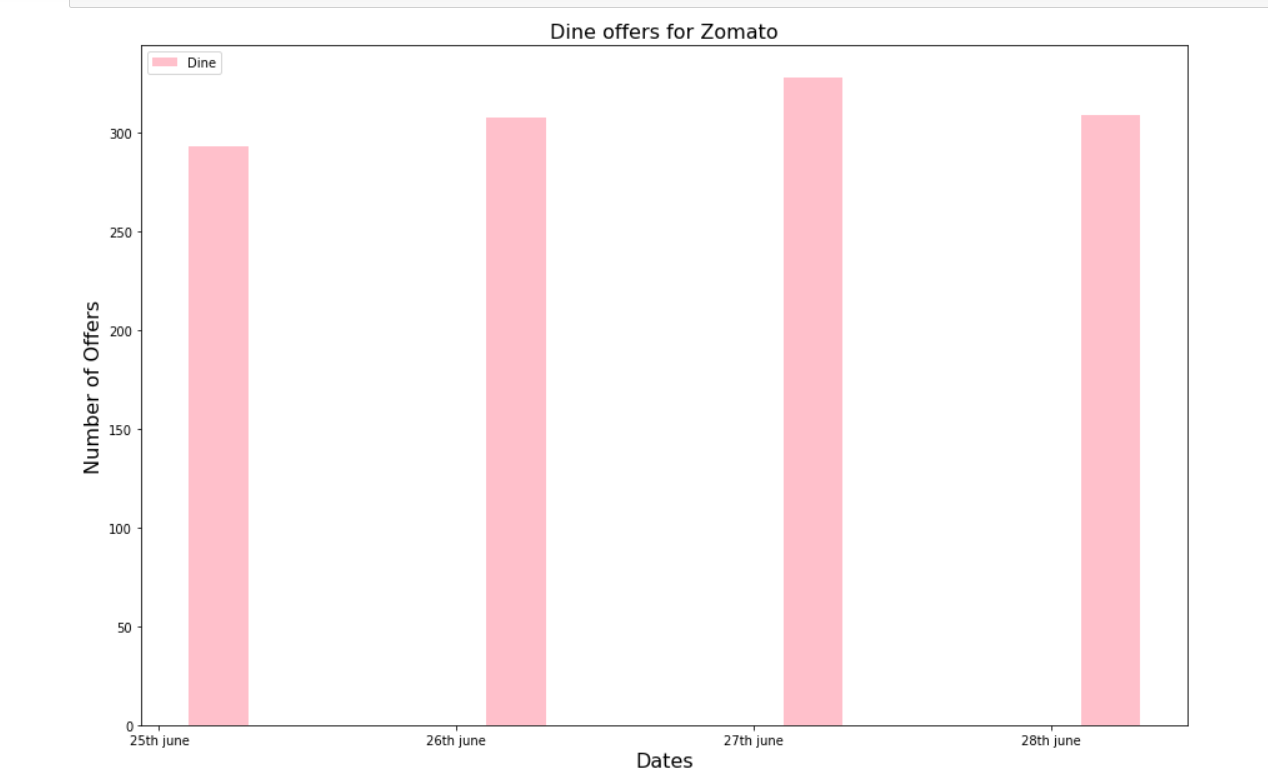 Dine offers for Zomato
Dine
300
250
200
150
100
50
0
Number of Offers
25th june 26th june 27th june 28th june
Dates